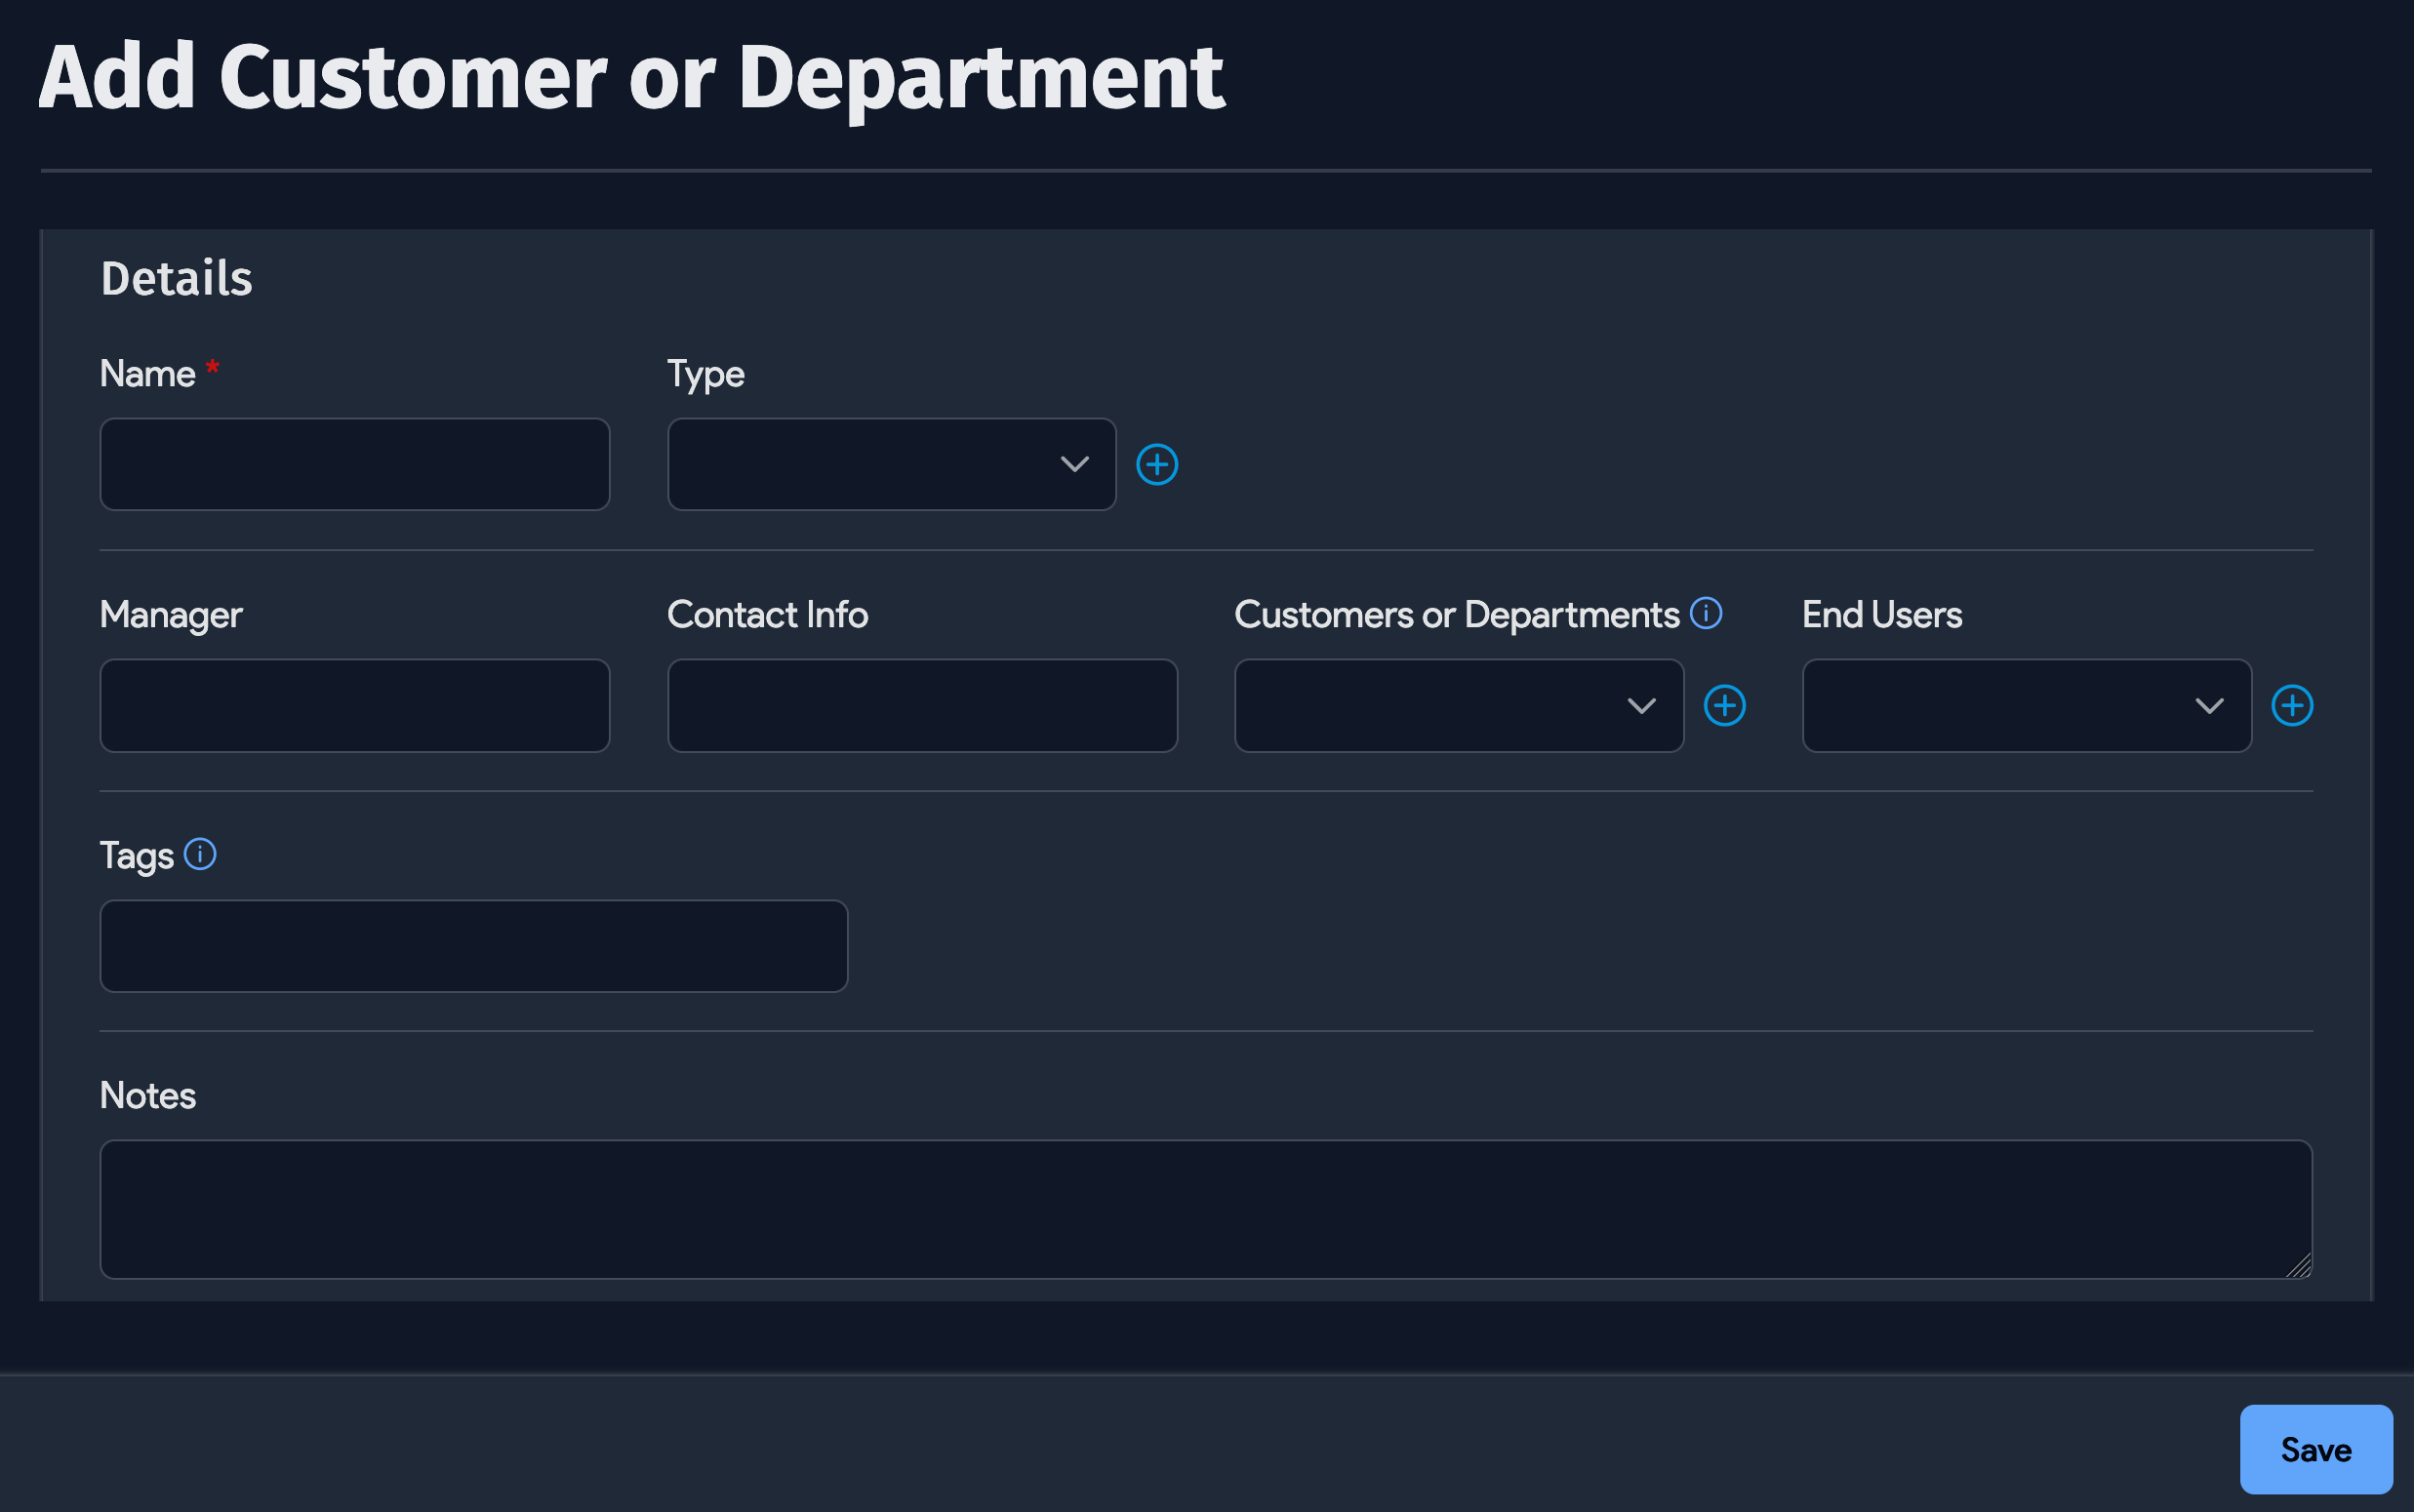 Add Customer or Department
Details
Name *
Type
Manager
Contact Info
Customers or Departments
End Users
Tags
Notes
Save